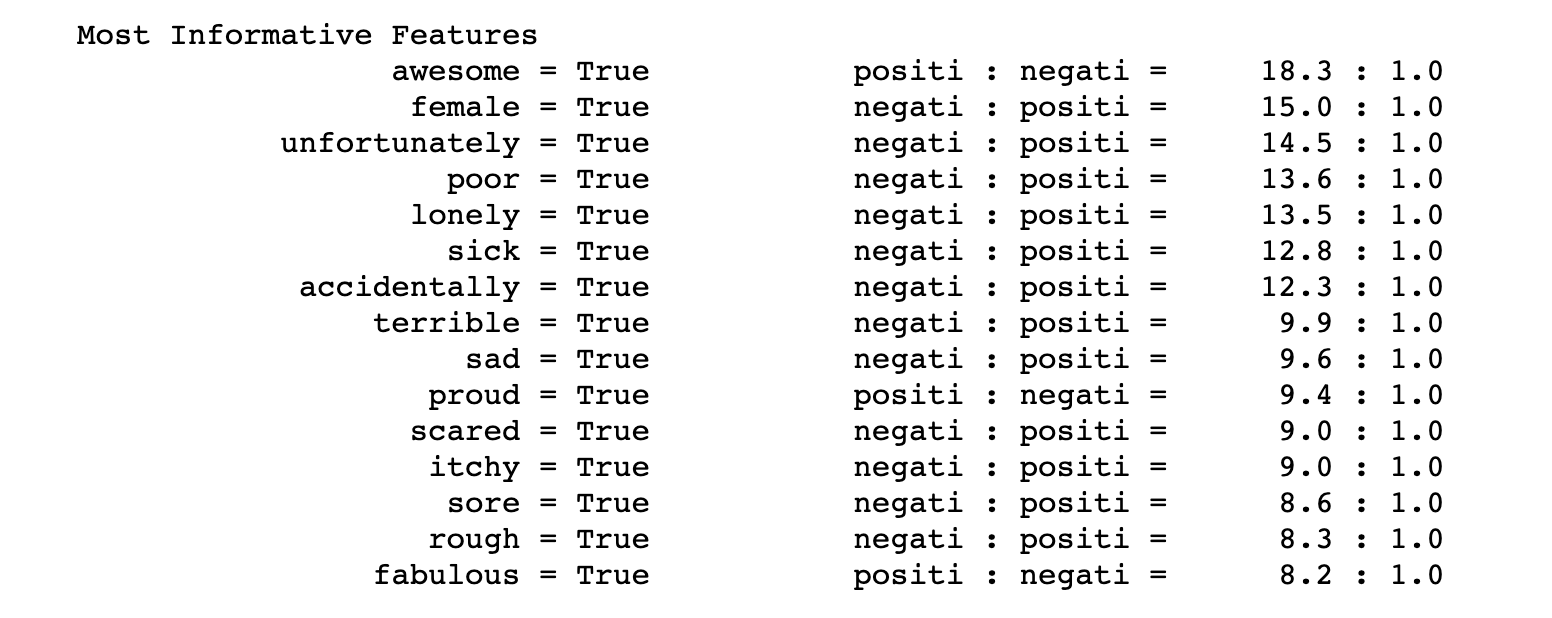 Most Informative Features
awesome = True positi : negati = 18.3 : 1.0
female = True negati : positi = 15.0 : 1.0
unfortunately = True negati : positi = 14.5 : 1.0
poor = True negati : positi = 13.6 : 1.0
lonely = True negati : positi = 13.5 : 1.0
sick = True negati : positi = 12.8 : 1.0
accidentally = True negati : positi = 12.3 : 1.0
terrible = True negati : positi = 9.9 : 1.0
sad = True negati : positi = 9.6 : 1.0
proud = True positi : negati = 9.4 : 1.0
scared = True negati : positi = 9.0 : 1.0
itchy = True negati : positi = 9.0 : 1.0
sore = True negati : positi = 8.6 : 1.0
rough = True negati : positi = 8.3 : 1.0
fabulous = True positi : negati = 8.2 : 1.0